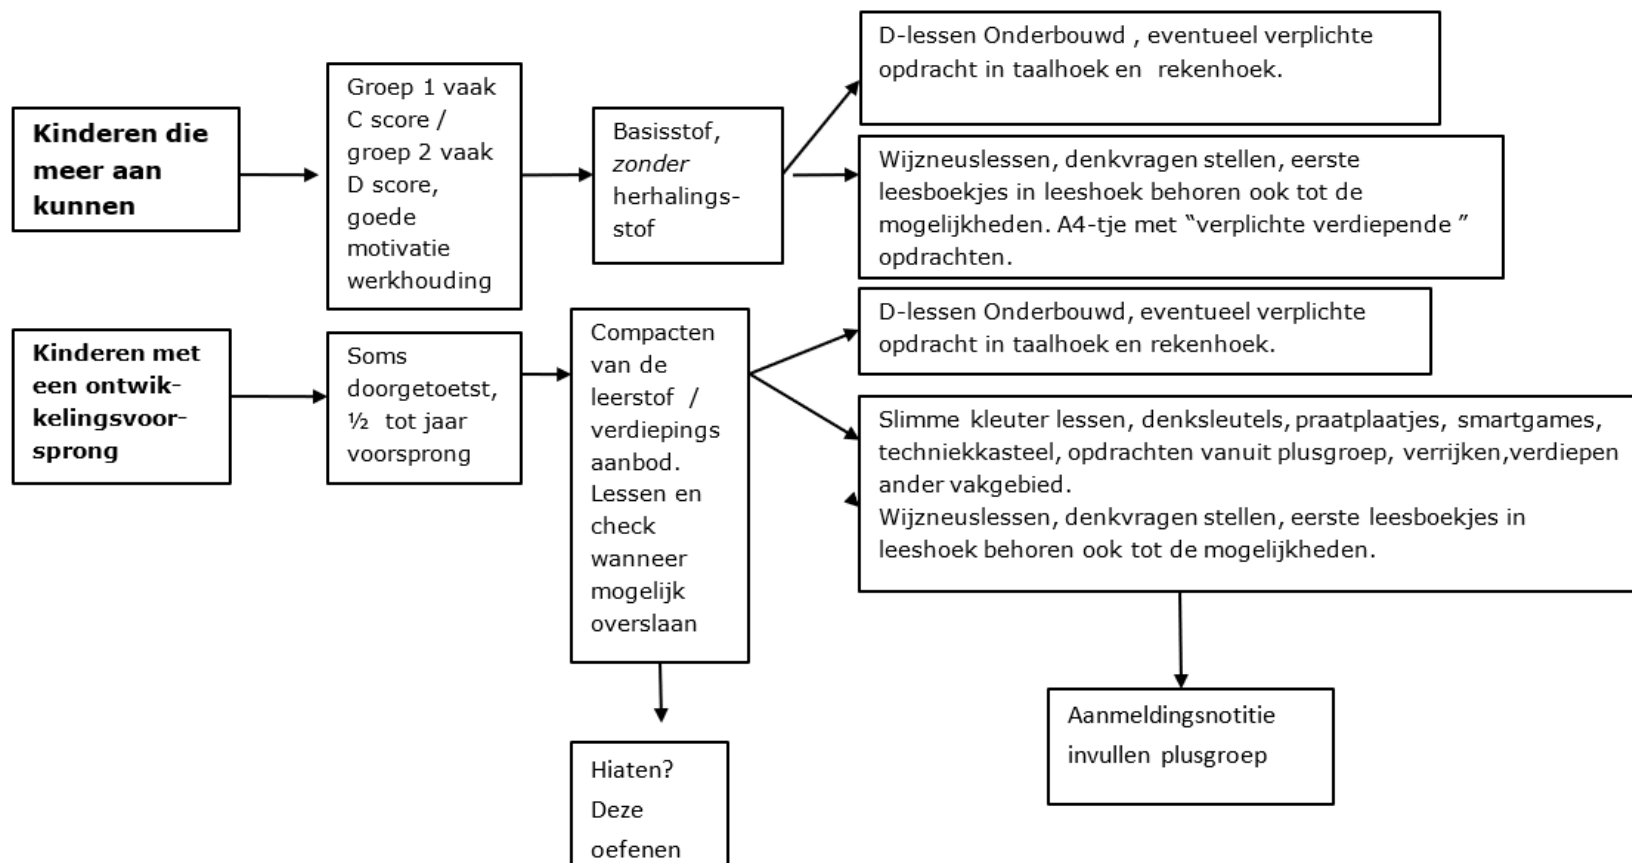 Kinderen die
meer aan
kunnen
Groep 1 vaak
C score /
groep 2 vaak
D score,
goede
motivatie
werkhouding
Basisstof,
zonder
herhalings-
stof
D-lessen Onderbouwd , eventueel verplichte
opdracht in taalhoek en rekenhoek.
Wijzneuslessen, denkvragen stellen, eerste
leesboekjes in leeshoek behoren ook tot de
mogelijkheden. A4-tje met “verplichte verdiepende ”
opdrachten.
Kinderen met
een ontwik-
kelingsvoor-
sprong
Soms
doorgetoetst,
½ tot jaar
voorsprong
Compacten
van de
leerstof /
verdiepings
aanbod.
Lessen en
check
wanneer
mogelijk
overslaan
D-lessen Onderbouwd, eventueel verplichte
opdracht in taalhoek en rekenhoek.
Slimme kleuter lessen, denksleutels, praatplaatjes, smartgames,
techniekkasteel, opdrachten vanuit plusgroep, verrijken,verdiepen
ander vakgebied.
Wijzneuslessen, denkvragen stellen, eerste leesboekjes in
leeshoek behoren ook tot de mogelijkheden.
Hiaten?
Deze
oefenen
Aanmeldingsnotitie
invullen plusgroep